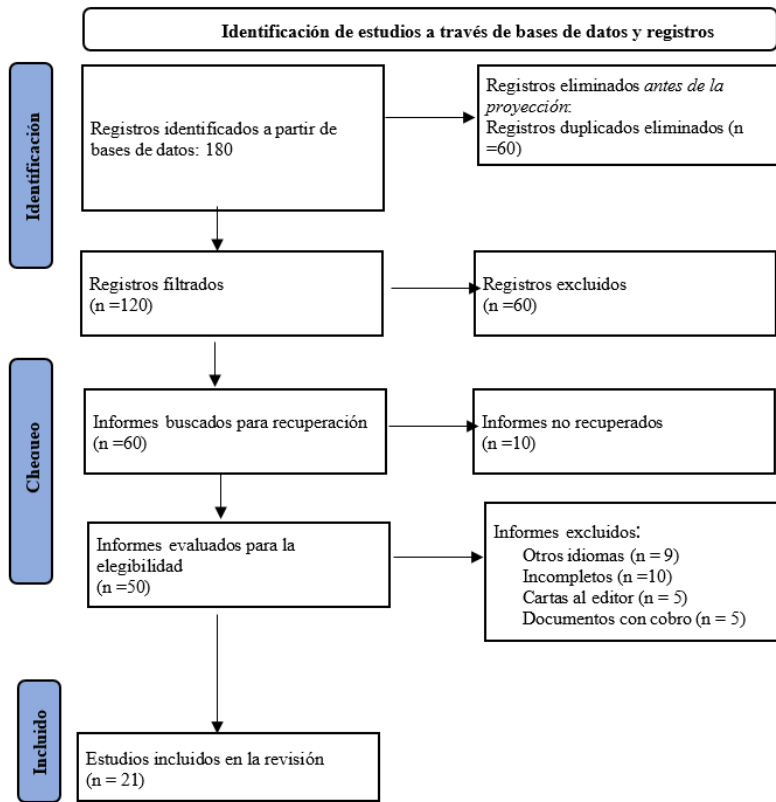 Identificación de estudios a través de bases de datos y registros
Identificación
Registros identificados a partir de
bases de datos: 180
Registros eliminados antes de la
proyección:
Registros duplicados eliminados (n
=60)
Registros filtrados
(n =120)
Registros excluidos
(n =60)
Chequeo
Informes buscados para recuperación
(n =60)
Informes no recuperados
(n =10)
Informes evaluados para la
elegibilidad
(n =50)
Informes excluidos:
Otros idiomas (n = 9)
Incompletos (n =10)
Cartas al editor (n = 5)
Documentos con cobro (n = 5)
Incluido
Estudios incluidos en la revisión
(n = 21)